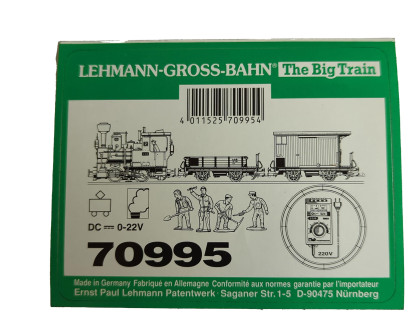 LEHMANN-GROSS-BAHN® The Big Train
4 011525 709954
DC 0-22V
220V
70995
Made in Germany Fabriqué en Allemagne Conformité aux normes garantie par l'importateur
Ernst Paul Lehmann Patentwerk · Saganer Str. 1-5 D-90475 Nürnberg